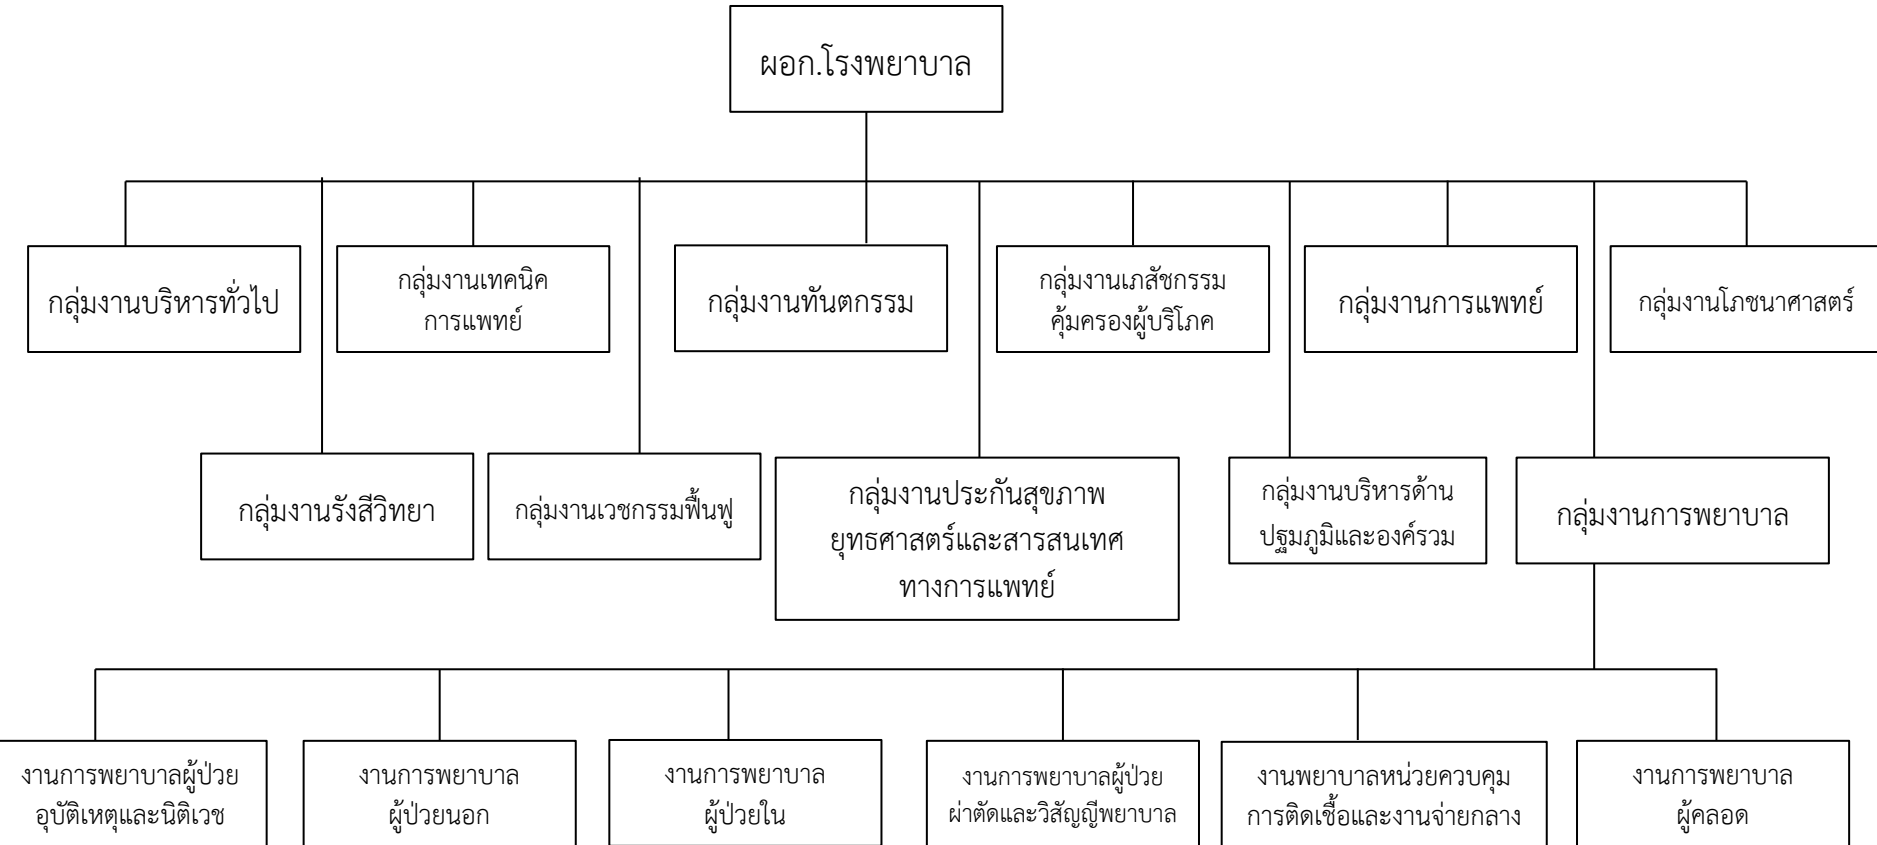 ผอก.โรงพยาบาล
กลุ่มงานบริหารทั่วไป
กลุ่มงานเทคนิค
การแพทย์
กลุ่มงานทันตกรรม
กลุ่มงานเภสัชกรรม
คุ้มครองผู้บริโภค
กลุ่มงานการแพทย์
กลุ่มงานโภชนาศาสตร์
กลุ่มงานรังสีวิทยา
กลุ่มงานเวชกรรมฟื้นฟู
กลุ่มงานประกันสุขภาพ
ยุทธศาสตร์และสารสนเทศ
ทางการแพทย์
กลุ่มงานบริหารด้าน
ปฐมภูมิและองค์รวม
กลุ่มงานการพยาบาล
งานการพยาบาลผู้ป่วย
อุบัติเหตุและนิติเวช
งานการพยาบาล
ผู้ป่วยนอก
งานการพยาบาล
ผู้ป่วยใน
งานการพยาบาลผู้ป่วย
ผ่าตัดและวิสัญญีพยาบาล
งานพยาบาลหน่วยควบคุม
การติดเชื้อและงานจ่ายกลาง
งานการพยาบาล
ผู้คลอด